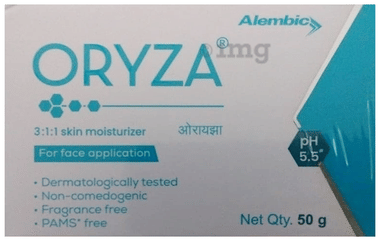 Alembic
ORYZA®
1mg
3:1:1 skin moisturizer
ओरायझा
For face application
pH
5.5*
• Dermatologically tested
• Non-comedogenic
• Fragrance free
• PAMS* free
Net Qty. 50 g